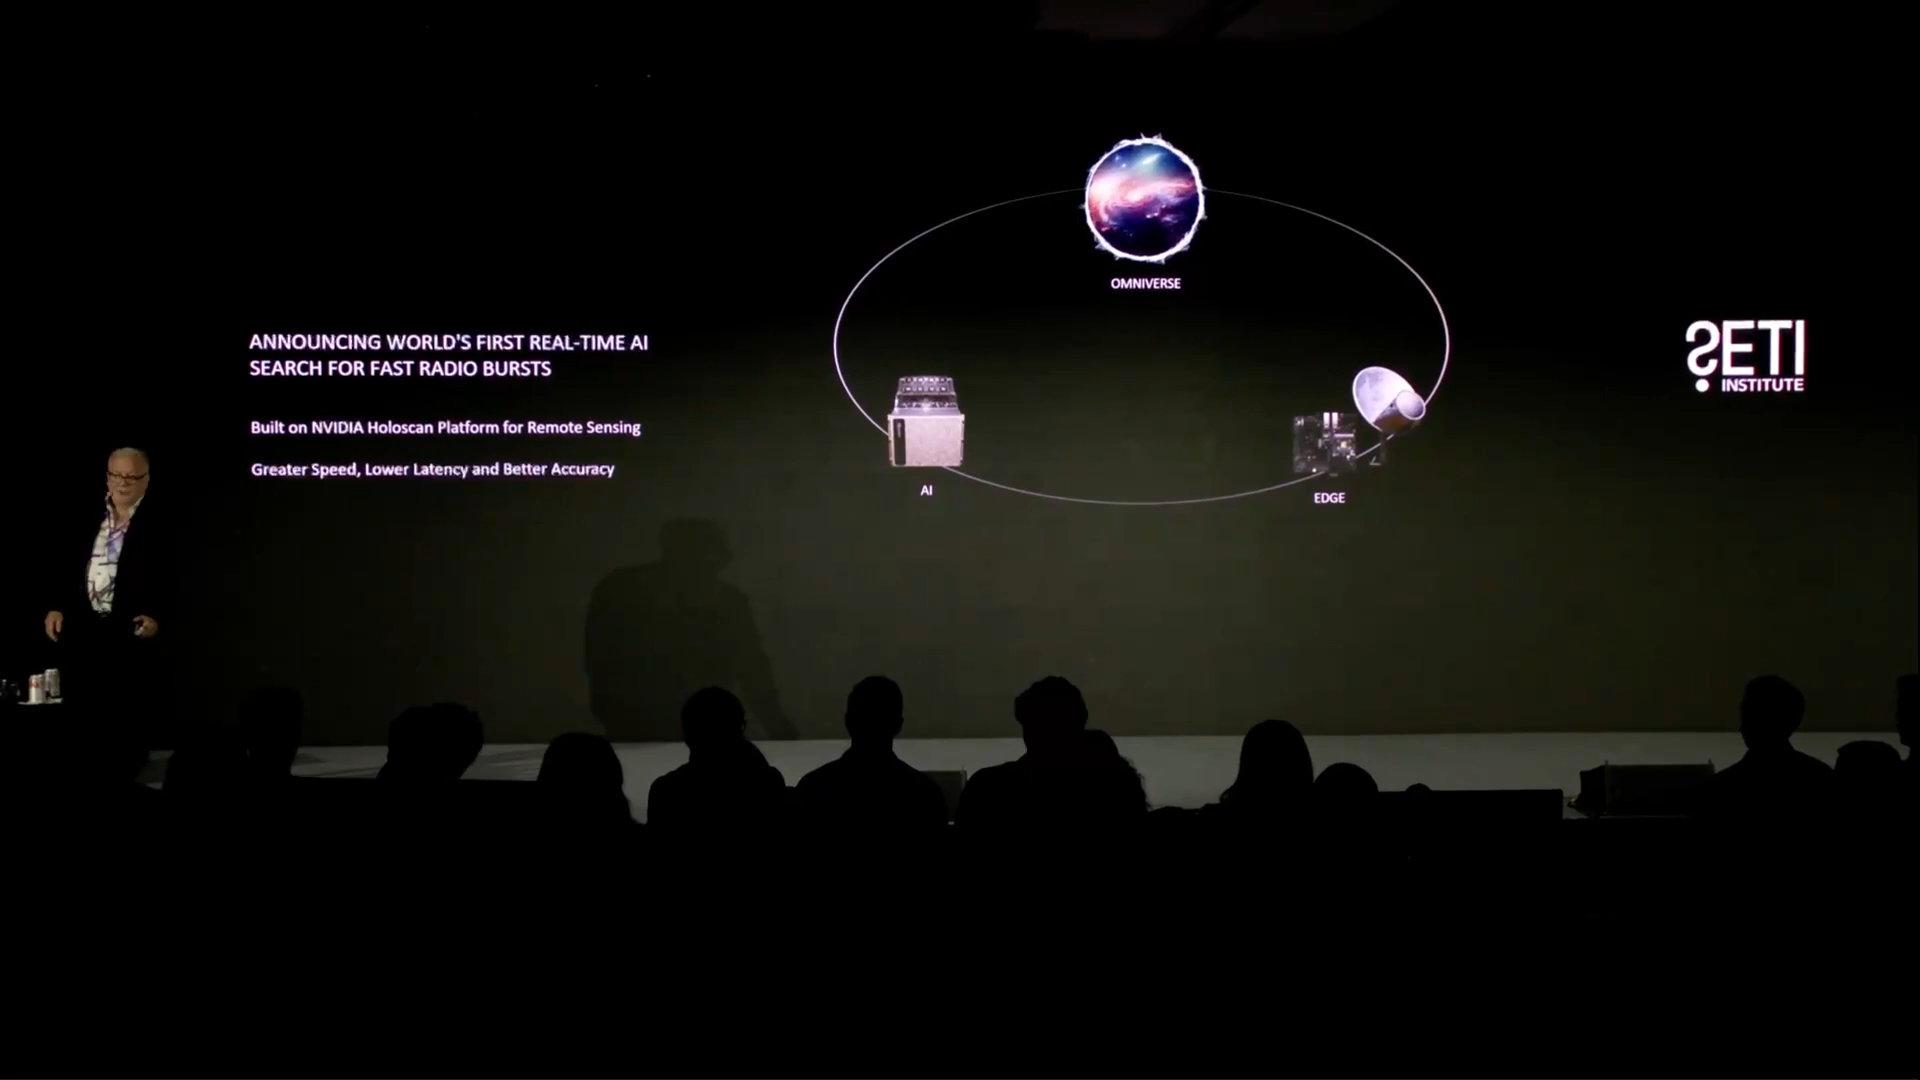 ANNOUNCING WORLD'S FIRST REAL-TIME AI
SEARCH FOR FAST RADIO BURSTS
Built on NVIDIA Holoscan Platform for Remote Sensing
Greater Speed, Lower Latency and Better Accuracy
OMNIVERSE
AI
EDGE
SETI
INSTITUTE